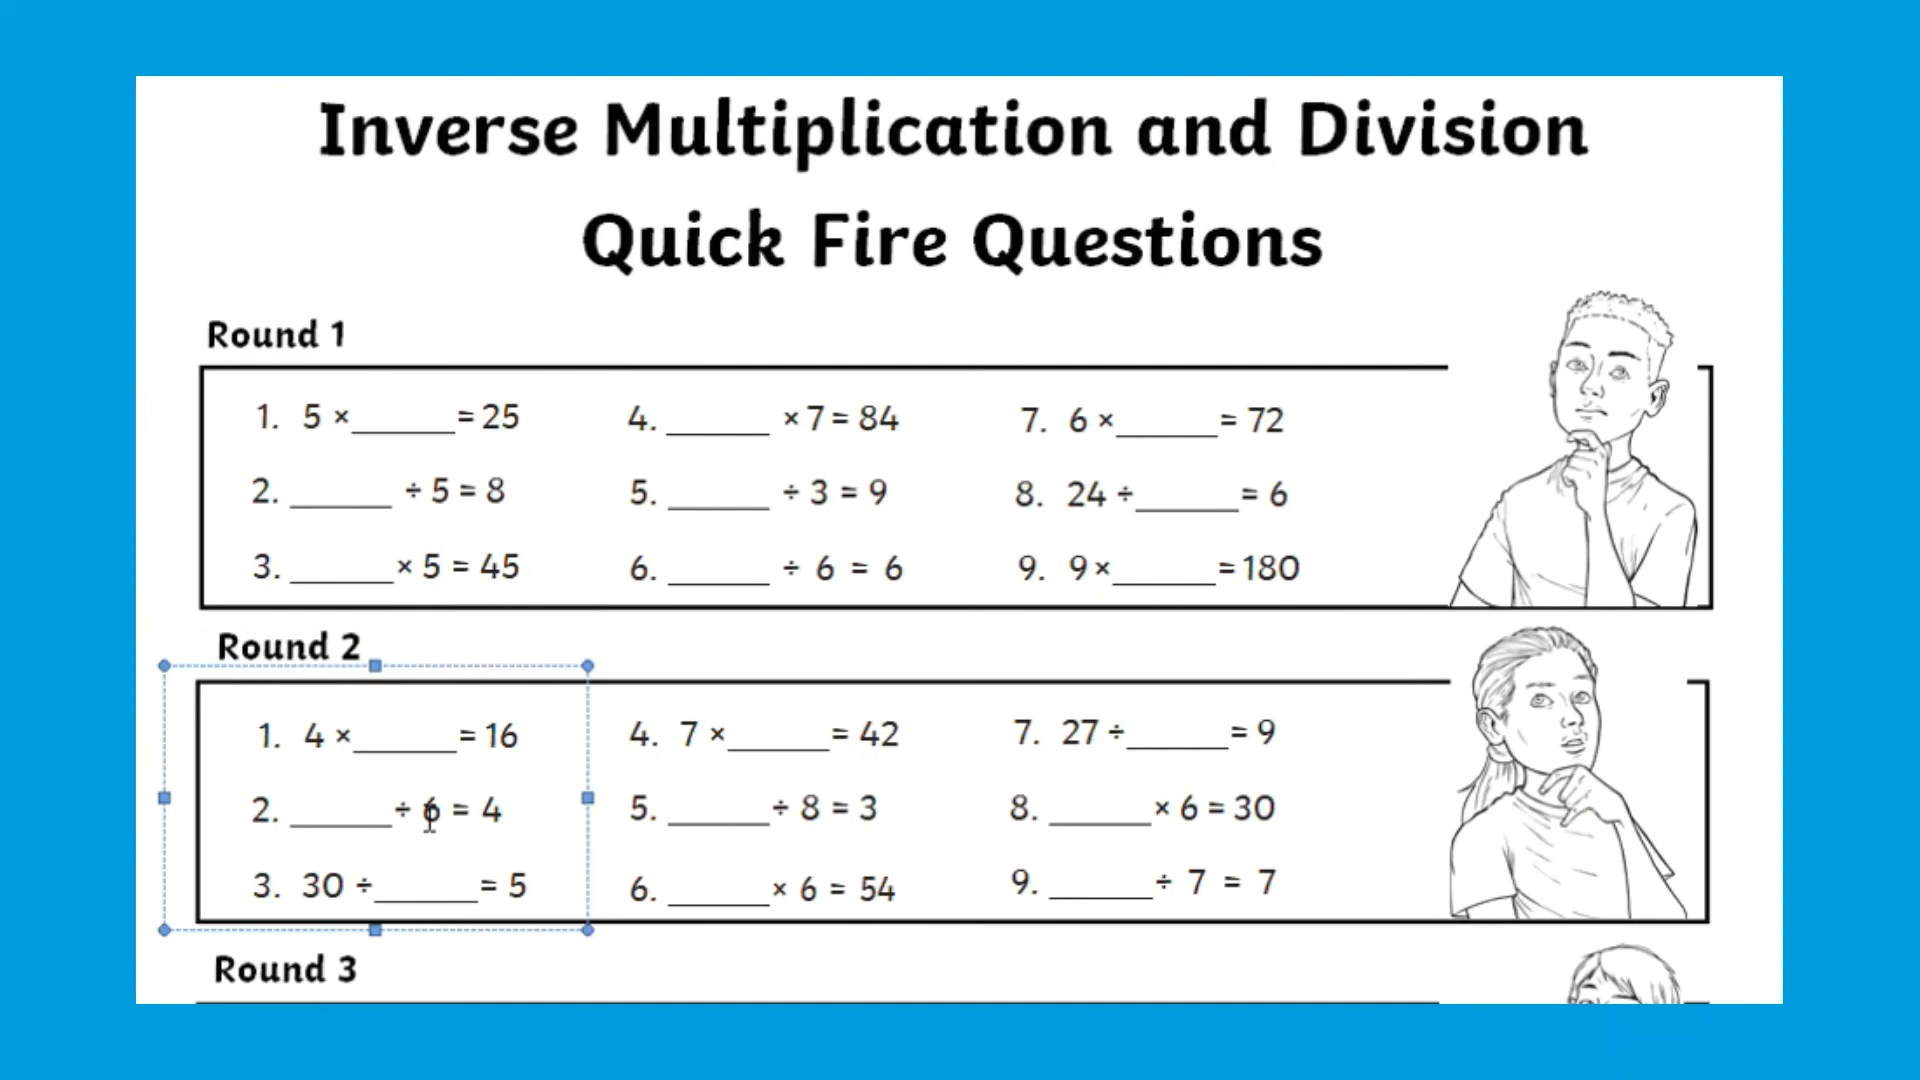 Inverse Multiplication and Division
Quick Fire Questions
Round 1
1. 5 ×______= 25
2. ______ ÷ 5 = 8
3. ______× 5 = 45
4. ______ × 7 = 84
5. ______ ÷ 3 = 9
6. ______ ÷ 6 = 6
7. 6 ×______= 72
8. 24 ÷______= 6
9. 9 ×______= 180
Round 2
1. 4 ×______= 16
2. ______÷ 6 = 4
3. 30 ÷______= 5
4. 7 ×______= 42
5. ______÷ 8 = 3
6. ______× 6 = 54
7. 27 ÷______= 9
8. ______× 6 = 30
9. ______÷ 7 = 7
Round 3